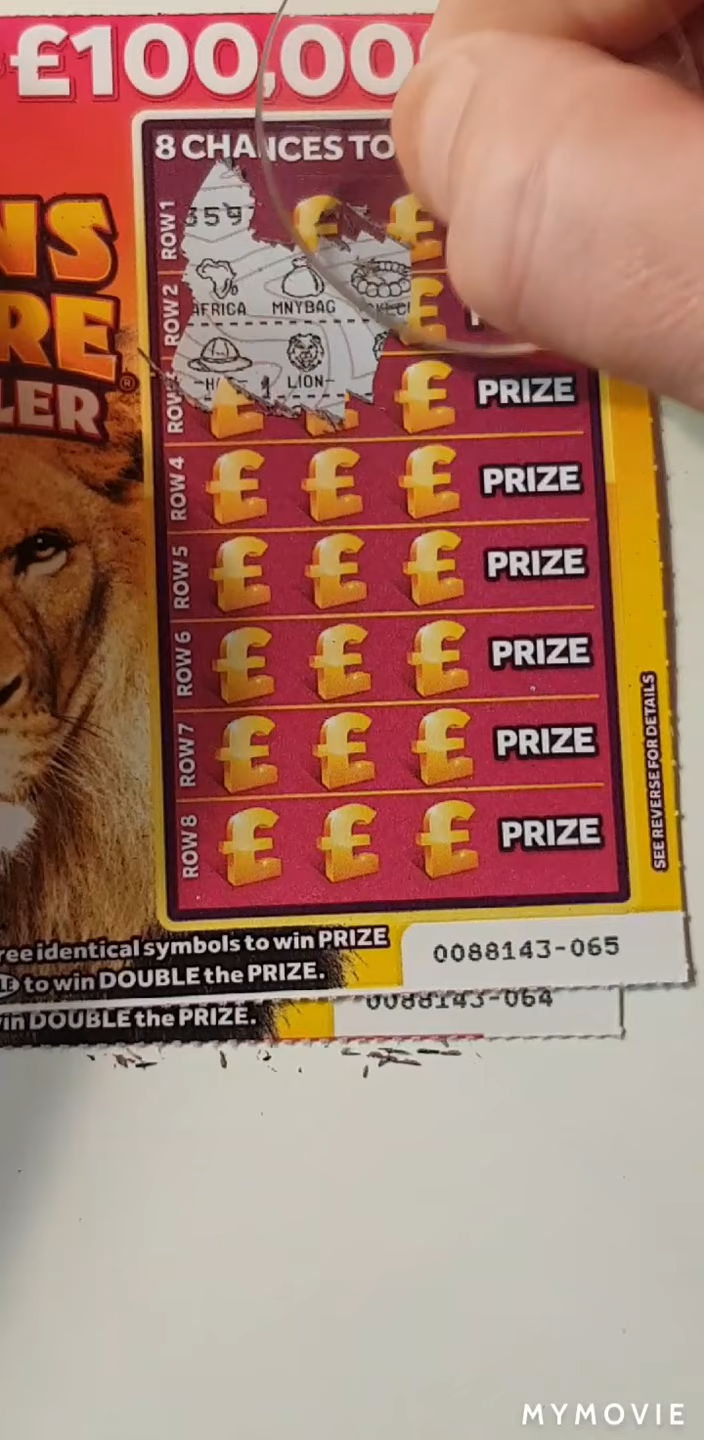 £100,00
8 CHANCES TO
NS
RE
LER®
ROW 1
359
ROW 2
AFRICA MNYBAG
LION
PRIZE
ROW 4 £ £ £ PRIZE
ROW 5 £ £ £ PRIZE
ROW 6 £ £ £ PRIZE
ROW 7 £ £ £ PRIZE
ROW 8 £ £ £ PRIZE
SEE REVERSE FOR DETAILS
ree identical symbols to win PRIZE
to win DOUBLE the PRIZE.
0088143-065
in DOUBLE the PRIZE.
0088143-064
MYMOVIE